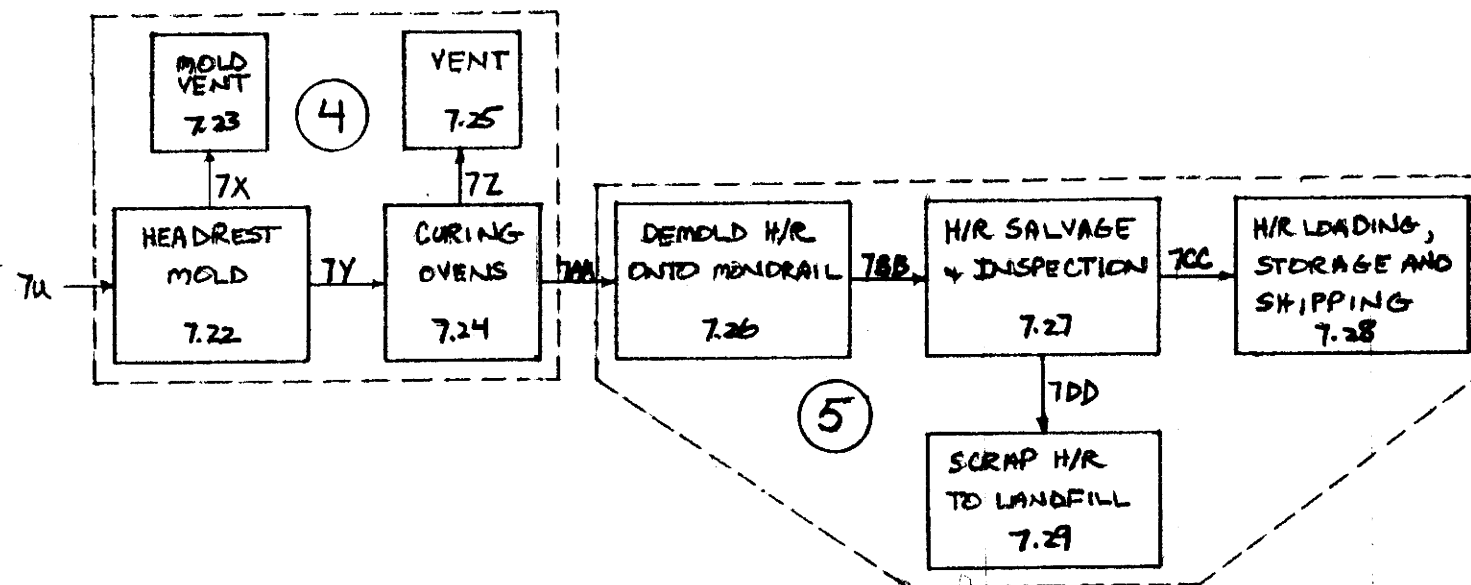 MOLD
VENT
7.23
4
VENT
7.25
7X
7Z
HEADREST
MOLD
7.22
7U
7Y
CURING
OVENS
7.24
7AA
DEMOLD H/R
ONTO MONORAIL
7.26
7BB
H/R SALVAGE
& INSPECTION
7.27
7CC
H/R LOADING,
STORAGE AND
SHIPPING
7.28
7DD
5
SCRAP H/R
TO LANDFILL
7.29